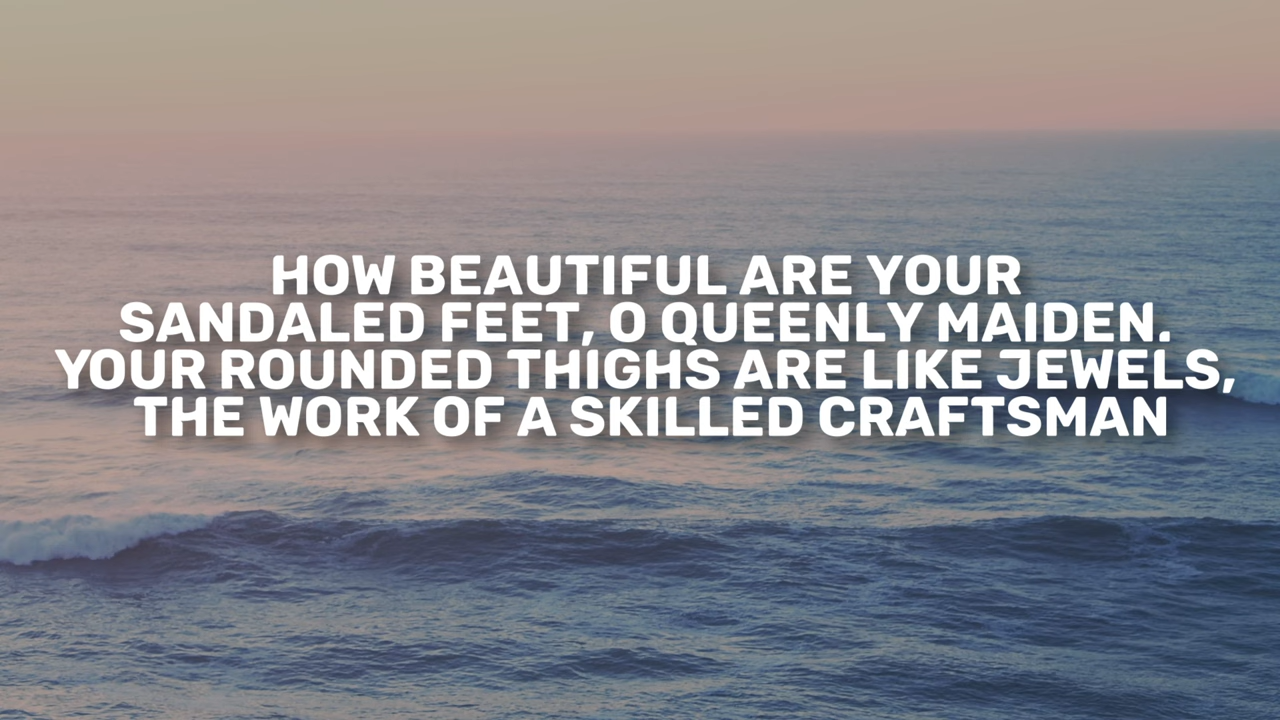 HOW BEAUTIFUL ARE YOUR
SANDALED FEET, O QUEENLY MAIDEN.
YOUR ROUNDED THIGHS ARE LIKE JEWELS,
THE WORK OF A SKILLED CRAFTSMAN